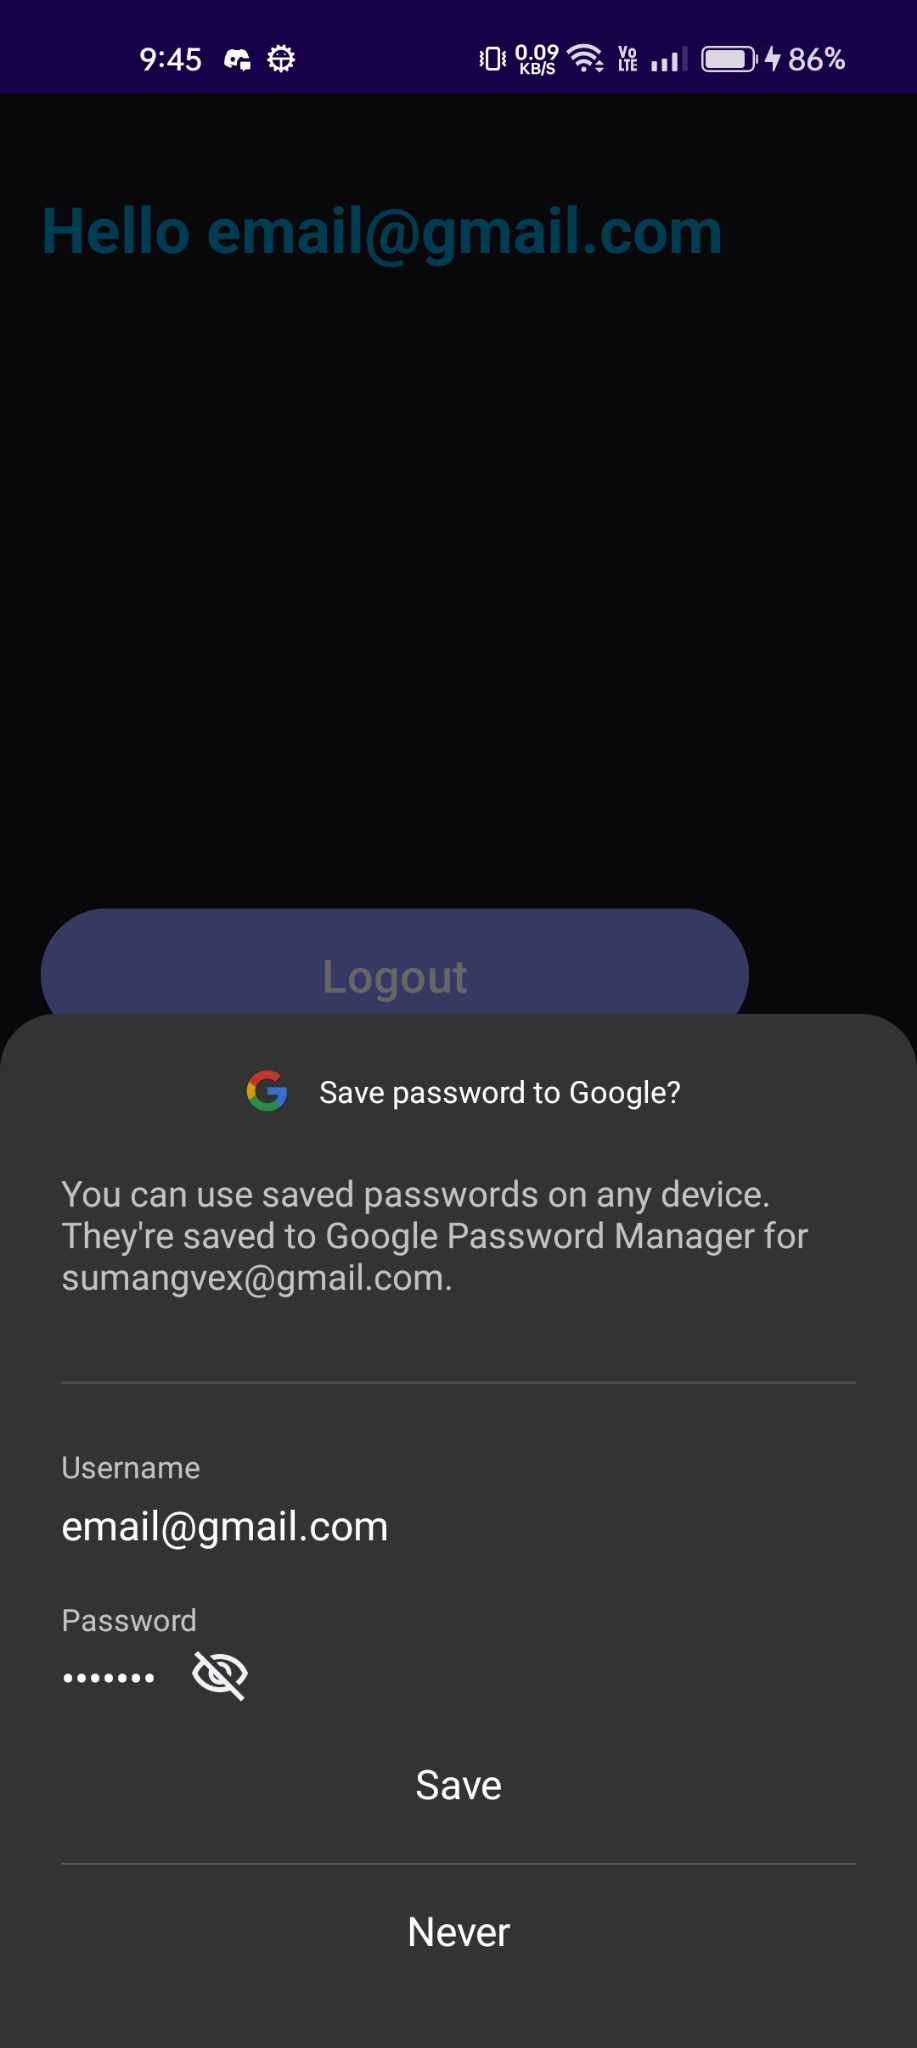 9:45 0.09 KB/S Vo LTE 86%
Hello email@gmail.com
Logout
Save password to Google?
You can use saved passwords on any device.
They're saved to Google Password Manager for
sumangvex@gmail.com.
Username
email@gmail.com
Password
•••••••
Save
Never